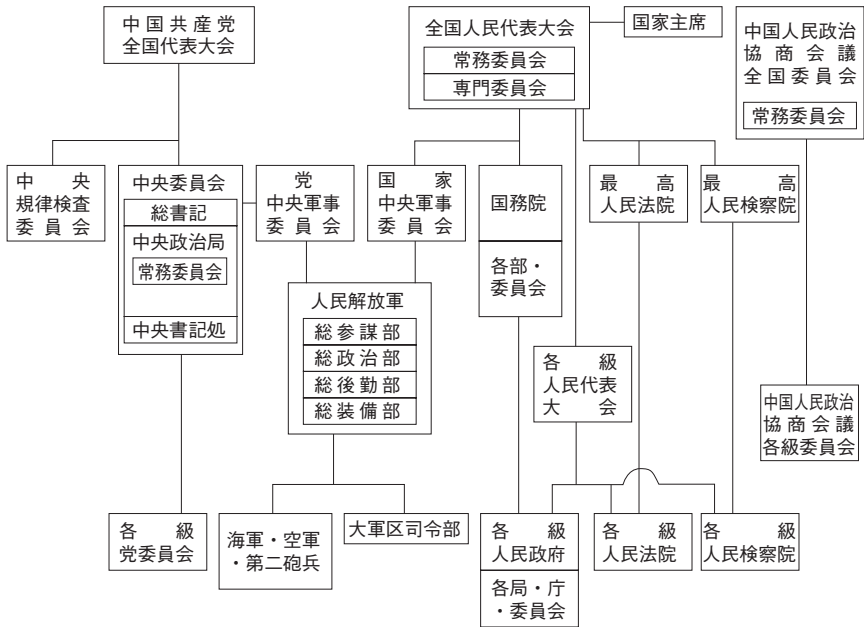 中国共産党
全国代表大会
全国人民代表大会
常務委員会
専門委員会
国家主席
中国人民政治
協商会議
全国委員会
常務委員会
中央
規律検査
委員会
中央委員会
総書記
中央政治局
常務委員会
中央書記処
党
中央軍事
委員会
国家
中央軍事
委員会
国務院
各部・
委員会
最高
人民法院
最高
人民検察院
人民解放軍
総参謀部
総政治部
総後勤部
総装備部
各級
人民代表
大会
中国人民政治
協商会議
各級委員会
各級
党委員会
海軍・空軍
・第二砲兵
大軍区司令部
各級
人民政府
各局・庁
・委員会
各級
人民法院
各級
人民検察院